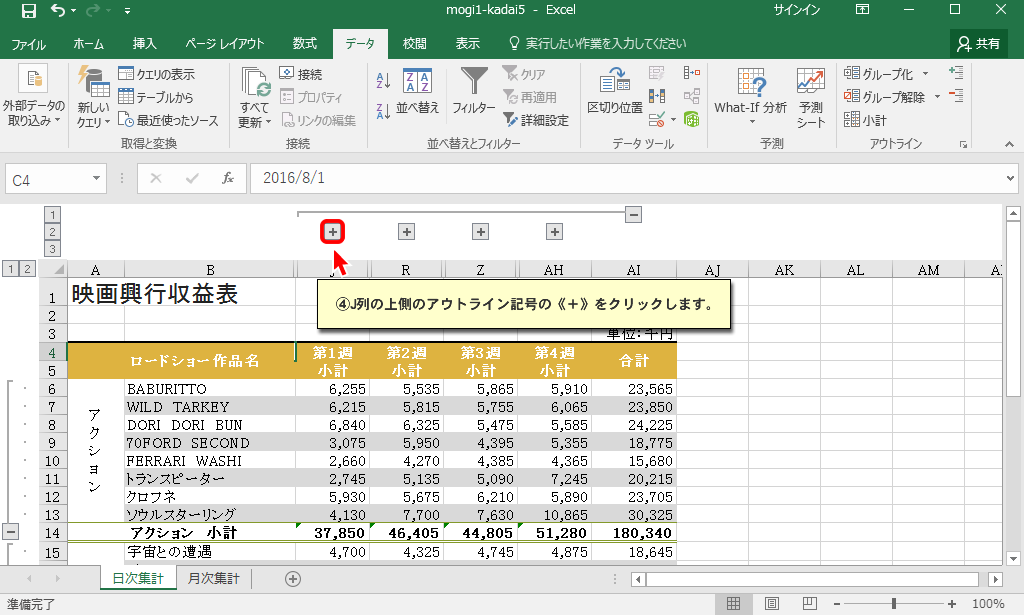 mogi1-kadai5 - Excel
サインイン
ファイル ホーム 挿入 ページ レイアウト 数式 データ 校閲 表示 実行したい作業を入力してください 共有
外部データの
取り込み
新しい
クエリ
クエリの表示
テーブルから
最近使ったソース
取得と変換
すべて
更新
接続
プロパティ
リンクの編集
接続
並べ替え
フィルター
クリア
再適用
詳細設定
並べ替えとフィルター
区切り位置
データ ツール
What-If 分析
予測
シート
予測
グループ化
グループ解除
小計
アウトライン
C4 fx 2016/8/1
1
2
3
1 2
A B R Z AH AI AJ AK AL AM
④J列の上側のアウトライン記号の《＋》をクリックします。
1 映画興行収益表
2
3 単位：千円
4 ロードショー作品名 第1週 第2週 第3週 第4週 合計
5 小計 小計 小計 小計
6 BABURITTO 6,255 5,535 5,865 5,910 23,565
7 WILD TARKEY 6,215 5,815 5,755 6,065 23,850
8 DORI DORI BUN 6,840 6,325 5,475 5,585 24,225
9 70FORD SECOND 3,075 5,950 4,395 5,355 18,775
10 FERRARI WASHI 2,660 4,270 4,385 4,365 15,680
11 トランスピーター 2,745 5,135 5,090 7,245 20,215
12 クロフネ 5,930 5,675 6,210 5,890 23,705
13 ソウルスターリング 4,130 7,700 7,630 10,865 30,325
アクション
14 アクション 小計 37,850 46,405 44,805 51,280 180,340
15 宇宙との遭遇 4,700 4,325 4,745 4,875 18,645
日次集計 月次集計
準備完了 100%